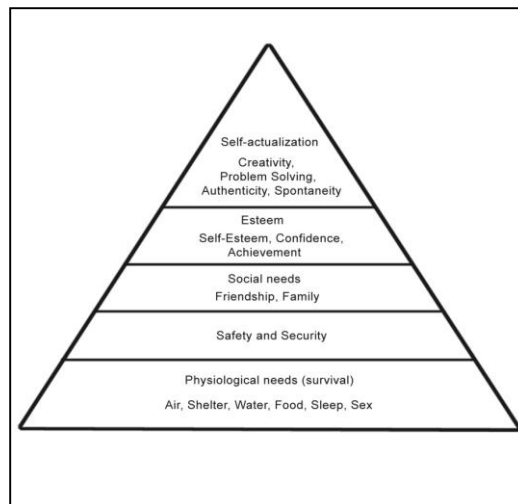 Self-actualization
Creativity,
Problem Solving,
Authenticity, Spontaneity
Esteem
Self-Esteem, Confidence,
Achievement
Social needs
Friendship, Family
Safety and Security
Physiological needs (survival)
Air, Shelter, Water, Food, Sleep, Sex